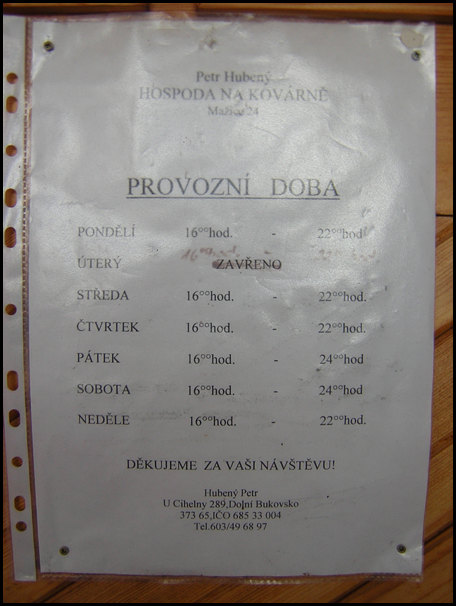 Petr Hubený
HOSPODA NA KOVÁRNĚ
Mažice 24
PROVOZNÍ DOBA
PONDĚLÍ 16°°hod. - 22°°hod
ÚTERÝ ZAVŘENO
STŘEDA 16°°hod. - 22°°hod.
ČTVRTEK 16°°hod. - 22°°hod.
PÁTEK 16°°hod. - 24°°hod
SOBOTA 16°°hod. - 24°°hod
NEDĚLE 16°°hod. - 22°°hod.
DĚKUJEME ZA VAŠI NÁVŠTĚVU!
Hubený Petr
U Cihelny 289,Dolní Bukovsko
373 65,IČO 685 33 004
Tel.603/49 68 97